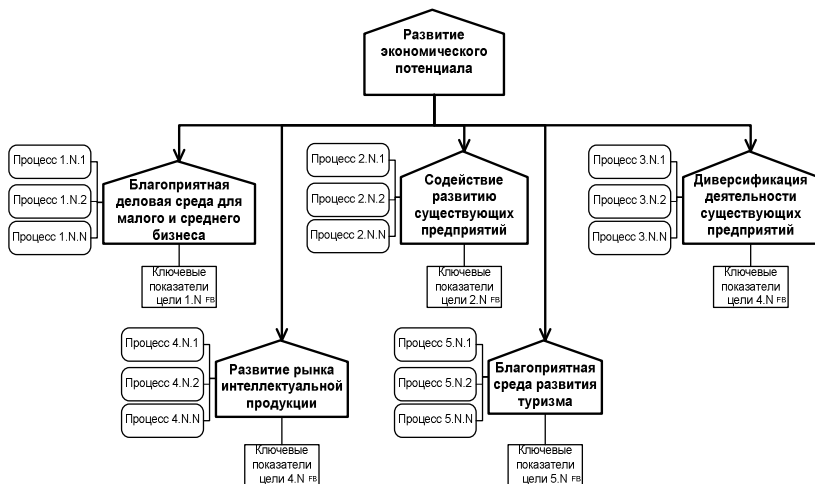 Развитие
экономического
потенциала
Процесс 1.N.1
Процесс 1.N.2
Процесс 1.N.N
Благоприятная
деловая среда для
малого и среднего
бизнеса
Ключевые
показатели
цели 1.N FB
Процесс 2.N.1
Процесс 2.N.2
Процесс 2.N.N
Содействие
развитию
существующих
предприятий
Ключевые
показатели
цели 2.N FB
Процесс 3.N.1
Процесс 3.N.2
Процесс 3.N.N
Диверсификация
деятельности
существующих
предприятий
Ключевые
показатели
цели 4.N FB
Процесс 4.N.1
Процесс 4.N.2
Процесс 4.N.N
Развитие рынка
интеллектуальной
продукции
Ключевые
показатели
цели 4.N FB
Процесс 5.N.1
Процесс 5.N.2
Процесс 5.N.N
Благоприятная
среда развития
туризма
Ключевые
показатели
цели 5.N FB